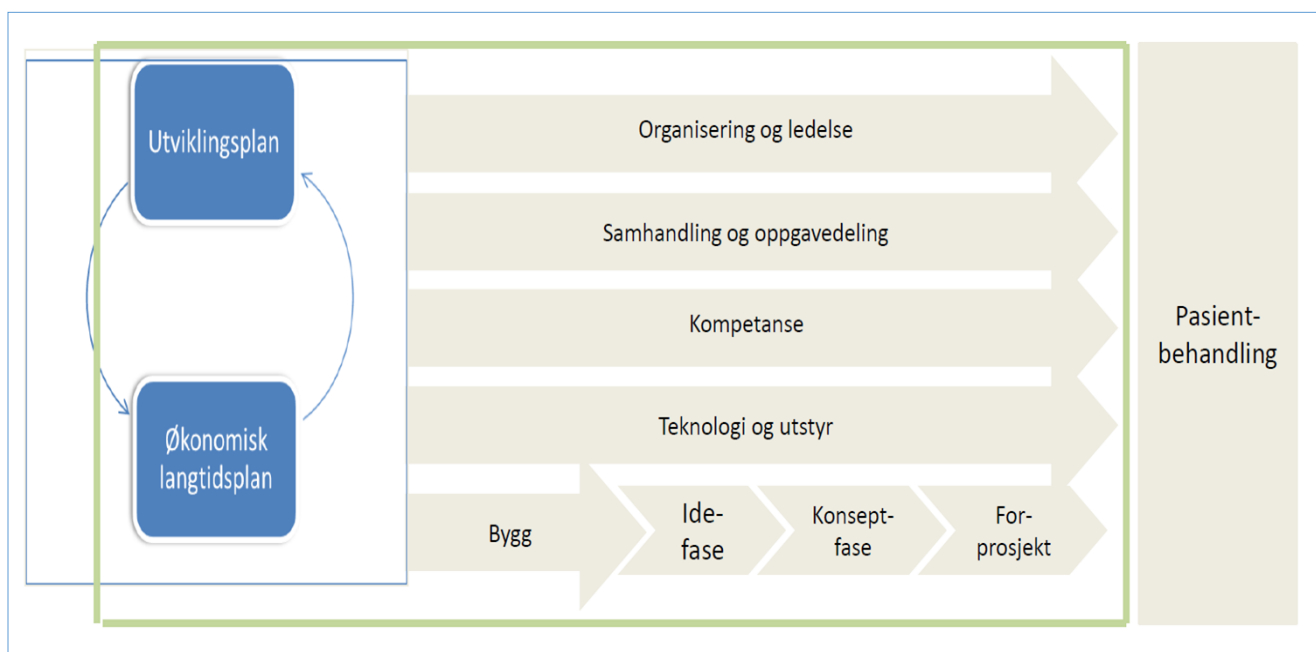 Utviklingsplan
Økonomisk
langtidsplan
Organisering og ledelse
Samhandling og oppgavedeling
Kompetanse
Teknologi og utstyr
Bygg
Ide-
fase
Konsept-
fase
For-
prosjekt
Pasient-
behandling